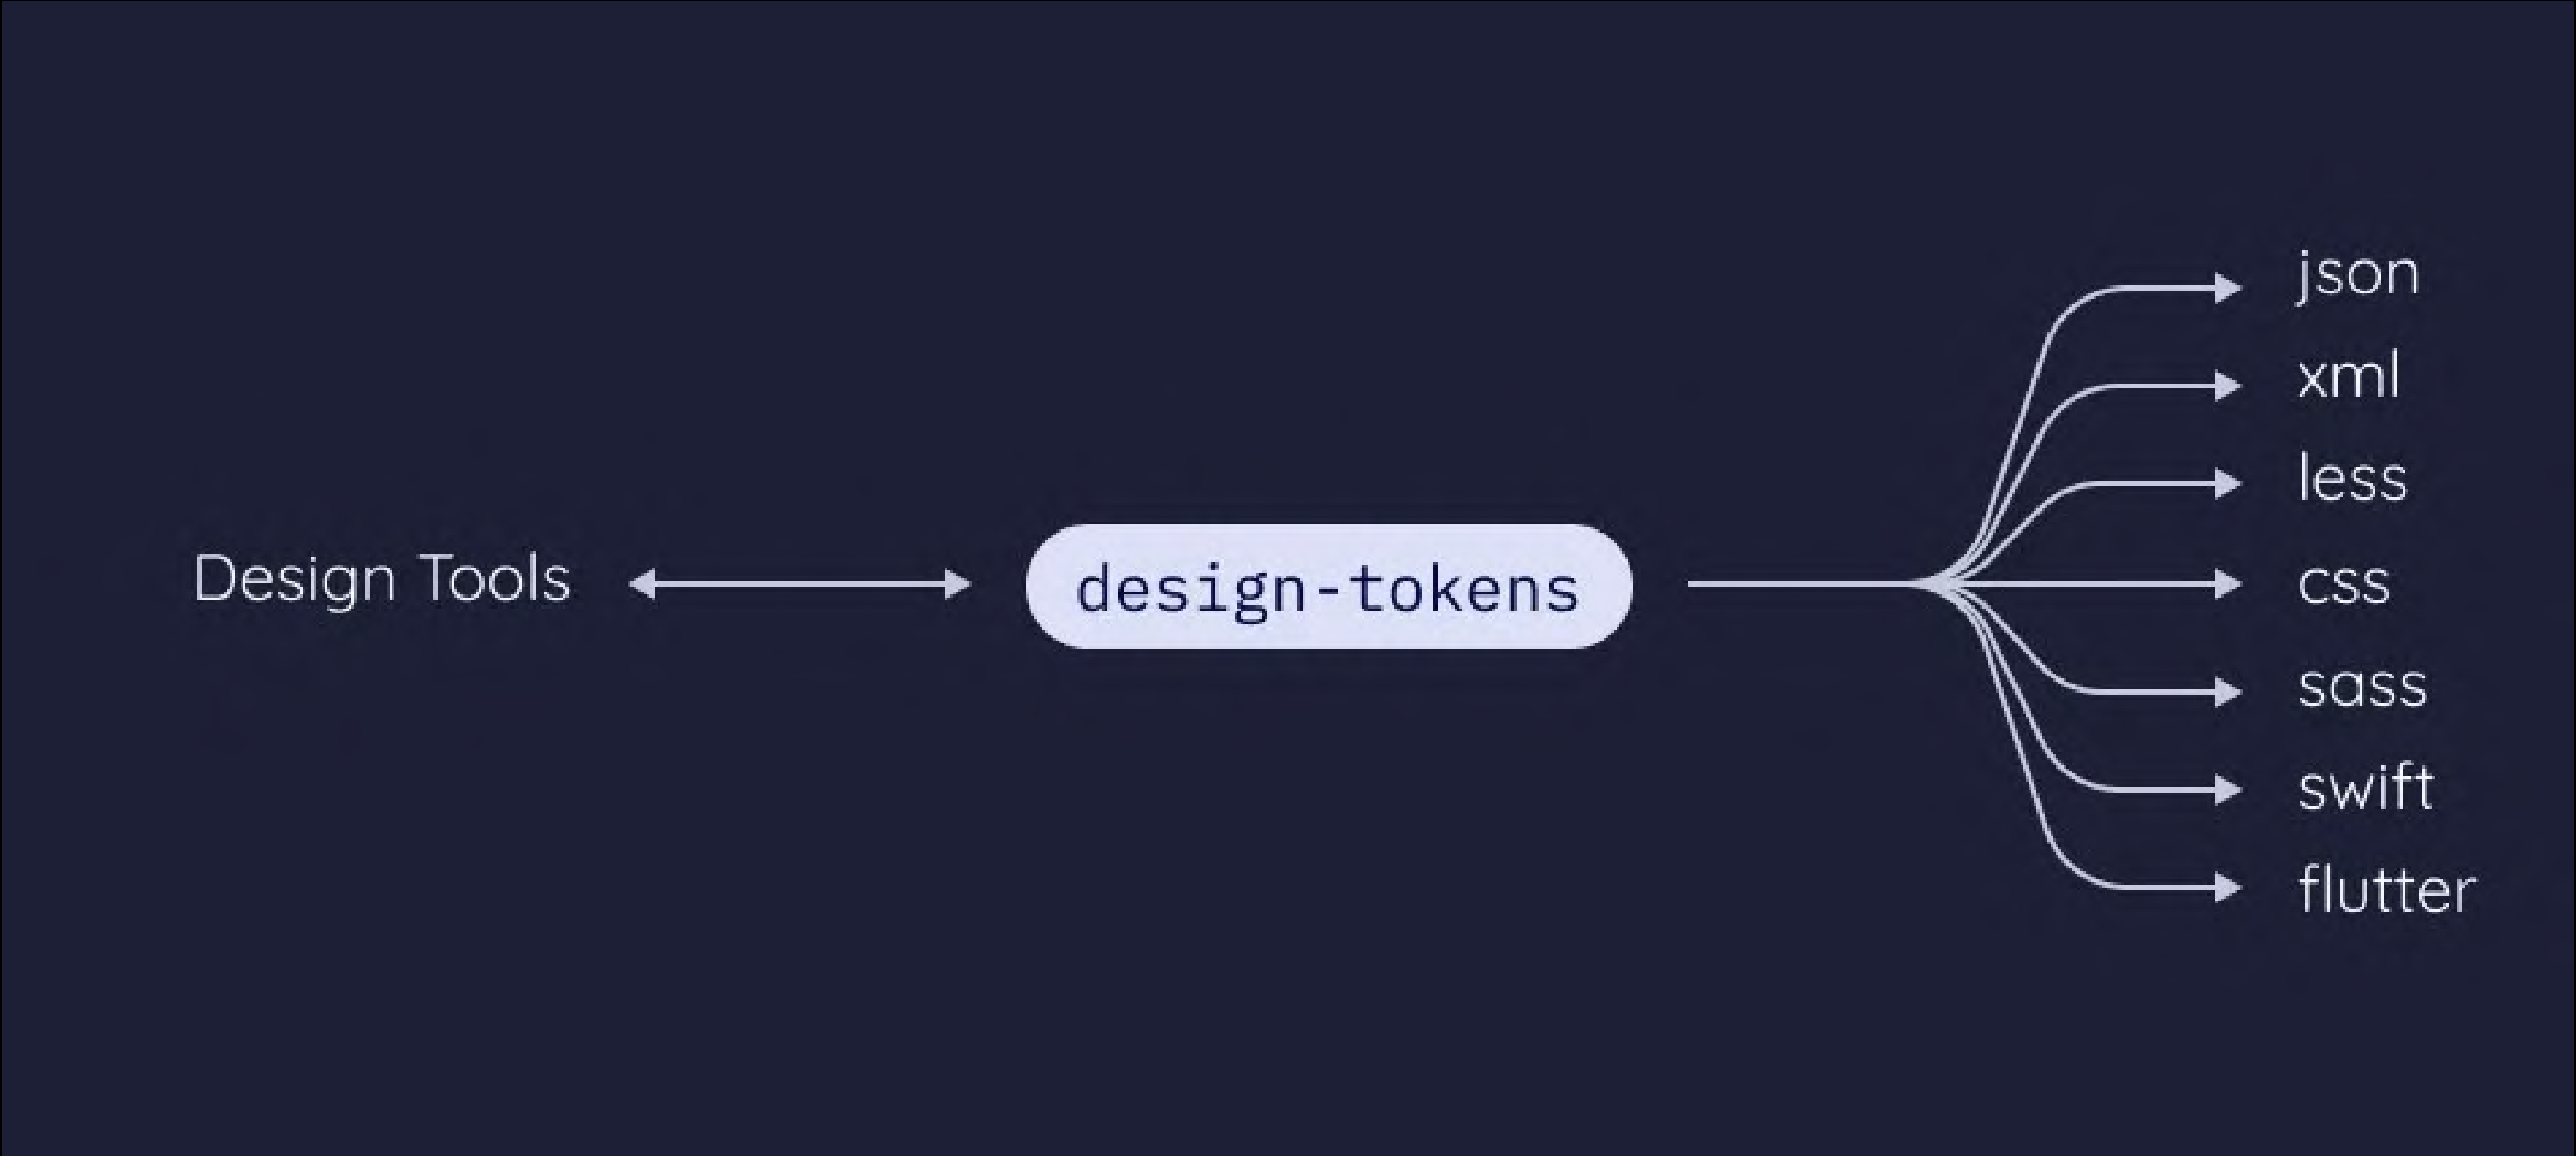 Design Tools
design-tokens
json
xml
less
css
sass
swift
flutter